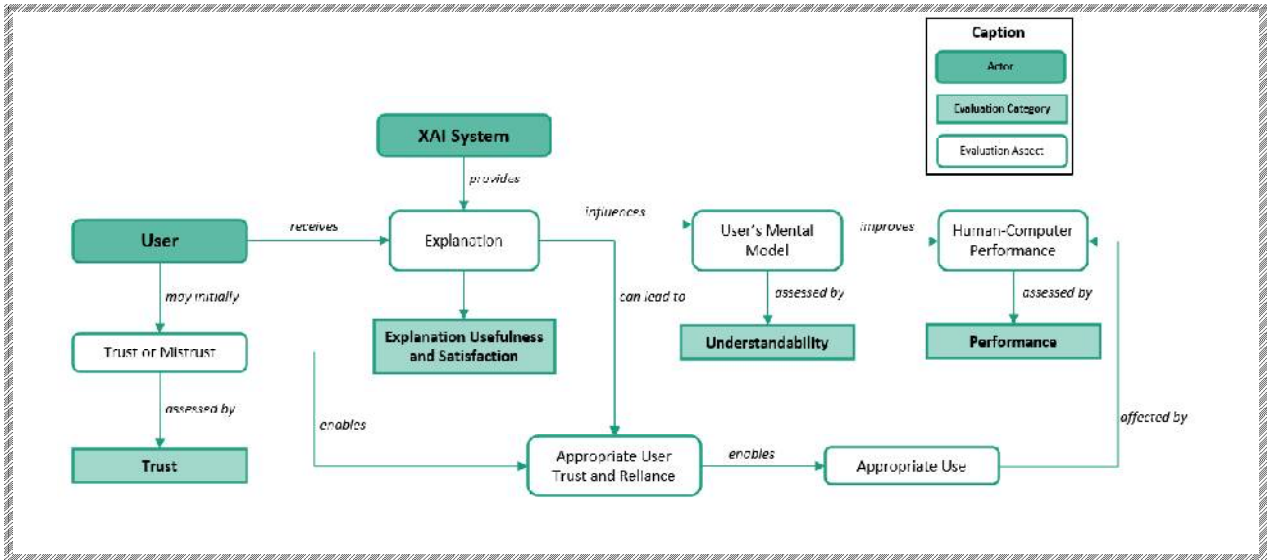 Caption
Actor
Evaluation Category
Evaluation Aspect
XAI System
provides
User
receives
Explanation
influences
User's Mental
Model
improves
Human-Computer
Performance
may initially
can lead to
assessed by
assessed by
Trust or Mistrust
Explanation Usefulness
and Satisfaction
Understandability
Performance
assessed by
enables
affected by
Trust
Appropriate User
Trust and Reliance
enables
Appropriate Use